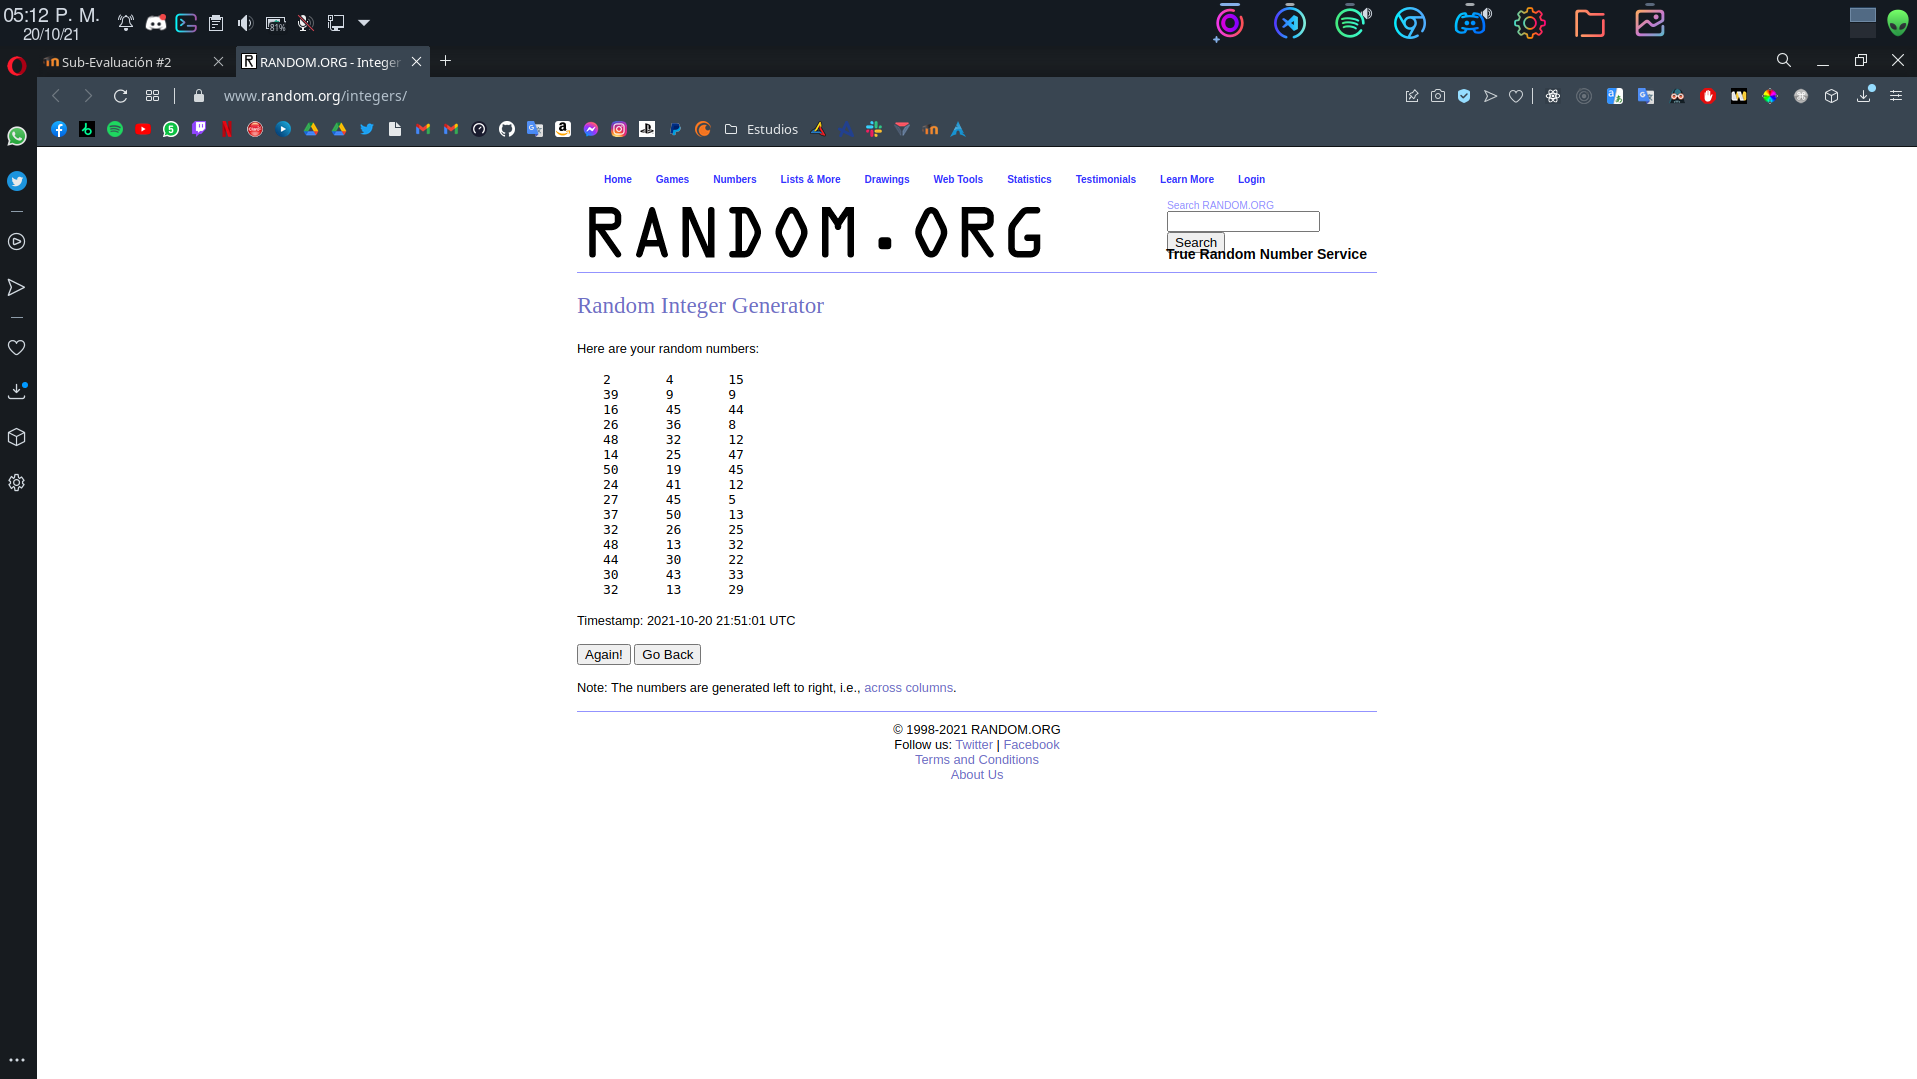 05:12 P. M.
20/10/21
81%
Sub-Evaluación #2
RANDOM.ORG - Integer
www.random.org/integers/
Estudios
Home Games Numbers Lists & More Drawings Web Tools Statistics Testimonials Learn More Login
RANDOM.ORG
Search RANDOM.ORG
Search
True Random Number Service
Random Integer Generator
Here are your random numbers:
2 4 15
39 9 9
16 45 44
26 36 8
48 32 12
14 25 47
50 19 45
24 41 12
27 45 5
37 50 13
32 26 25
48 13 32
44 30 22
30 43 33
32 13 29
Timestamp: 2021-10-20 21:51:01 UTC
Again! Go Back
Note: The numbers are generated left to right, i.e., across columns.
© 1998-2021 RANDOM.ORG
Follow us: Twitter | Facebook
Terms and Conditions
About Us